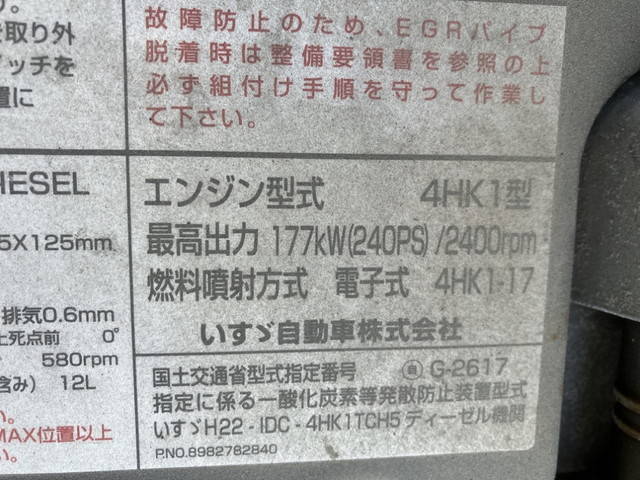 を取り外
ッチを
置に
故障防止のため、EGRパイプ
脱着時は整備要領書を参照の上
必ず組付け手順を守って作業し
て下さい。
IESEL
5X125mm
排気0.6mm
上死点前 0°
580rpm
含み) 12L
い。
MAX位置以上
い。
エンジン型式 4HK1型
最高出力 177kW(240PS)/2400rpm
燃料噴射方式 電子式 4HK1-17
いすゞ自動車株式会社
国土交通省型式指定番号 G-2617
指定に係る一酸化炭素等発散防止装置型式
いすゞH22-IDC-4HK1TCH5ディーゼル機関
P.NO.8982782840